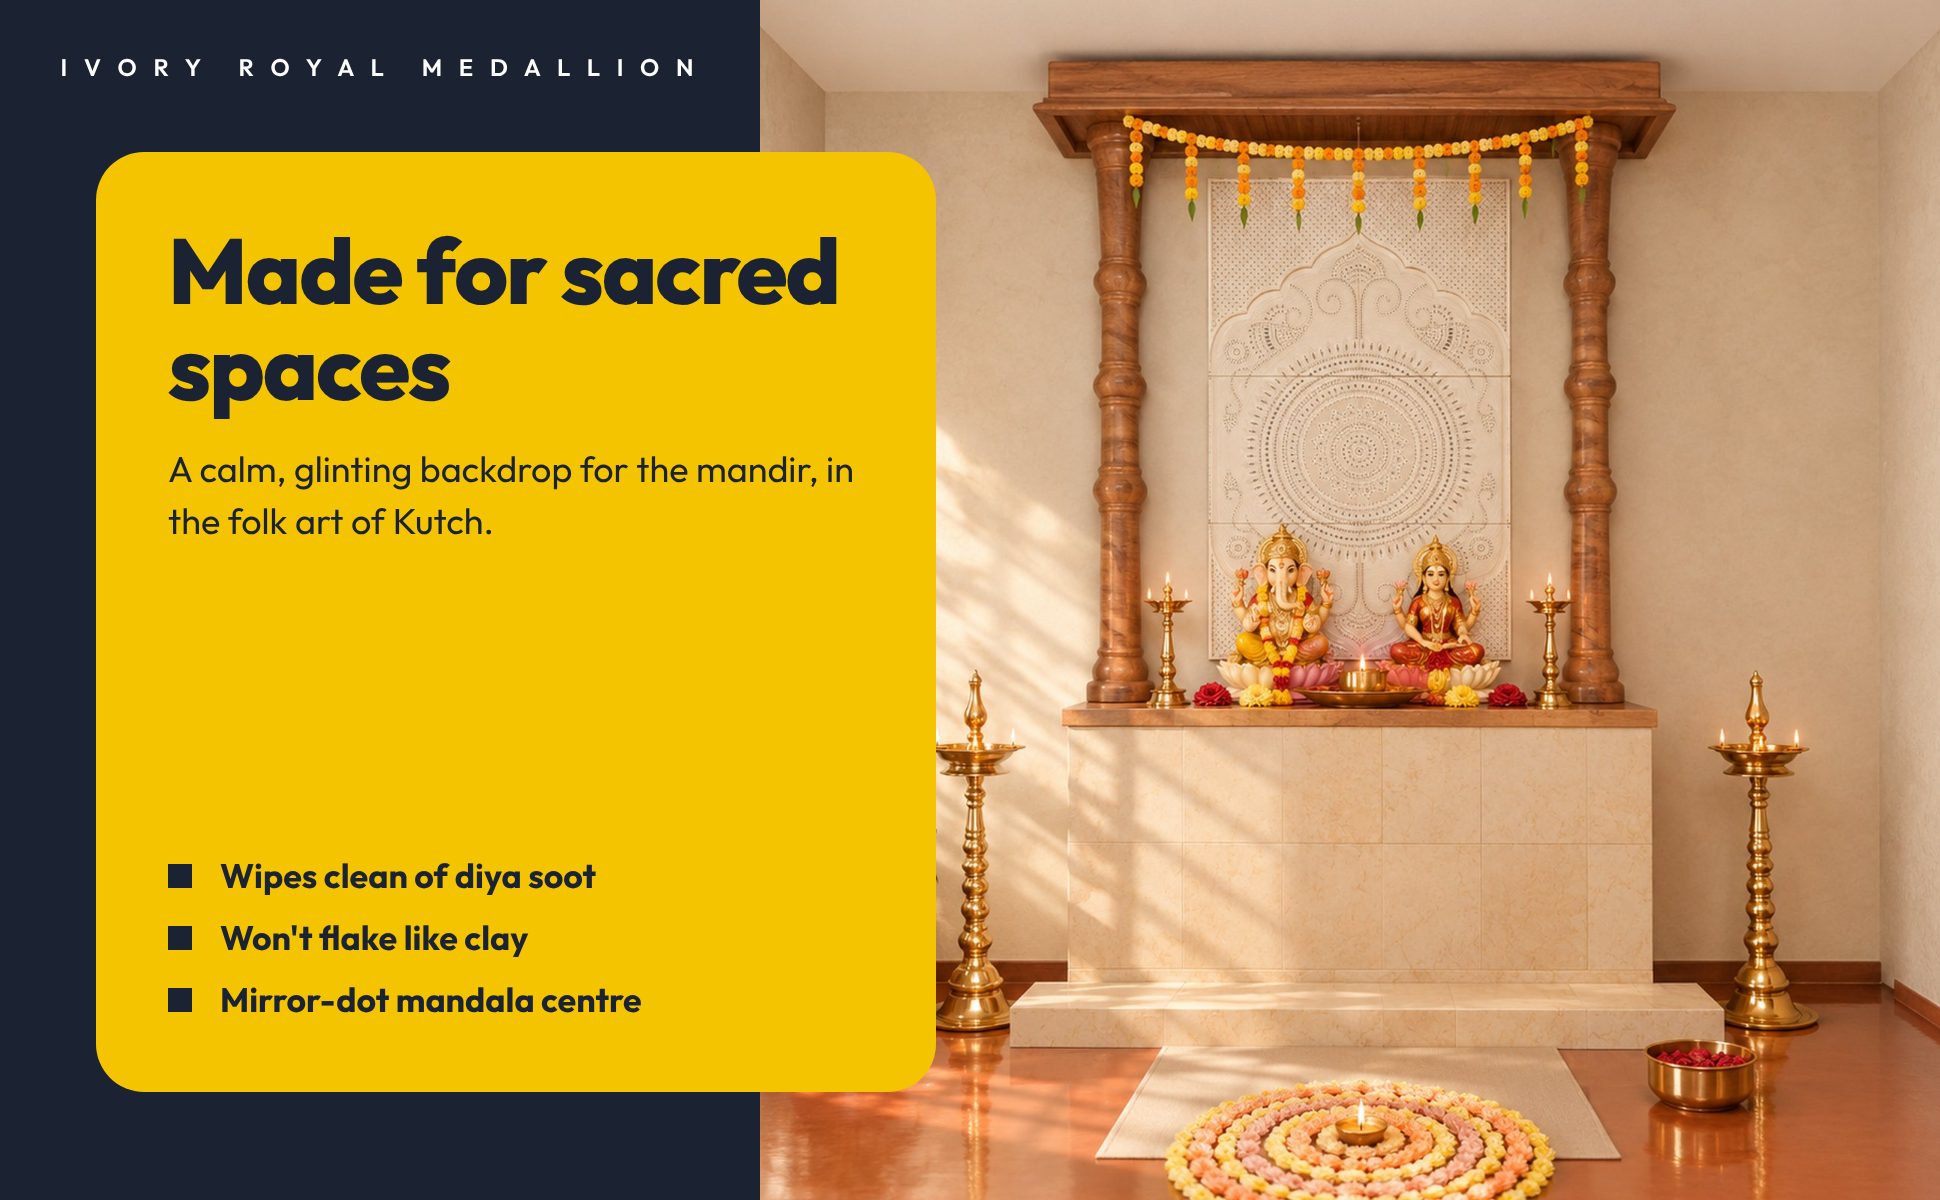 IVORY ROYAL MEDALLION
Made for sacred
spaces
A calm, glinting backdrop for the mandir, in
the folk art of Kutch.
Wipes clean of diya soot
Won't flake like clay
Mirror-dot mandala centre